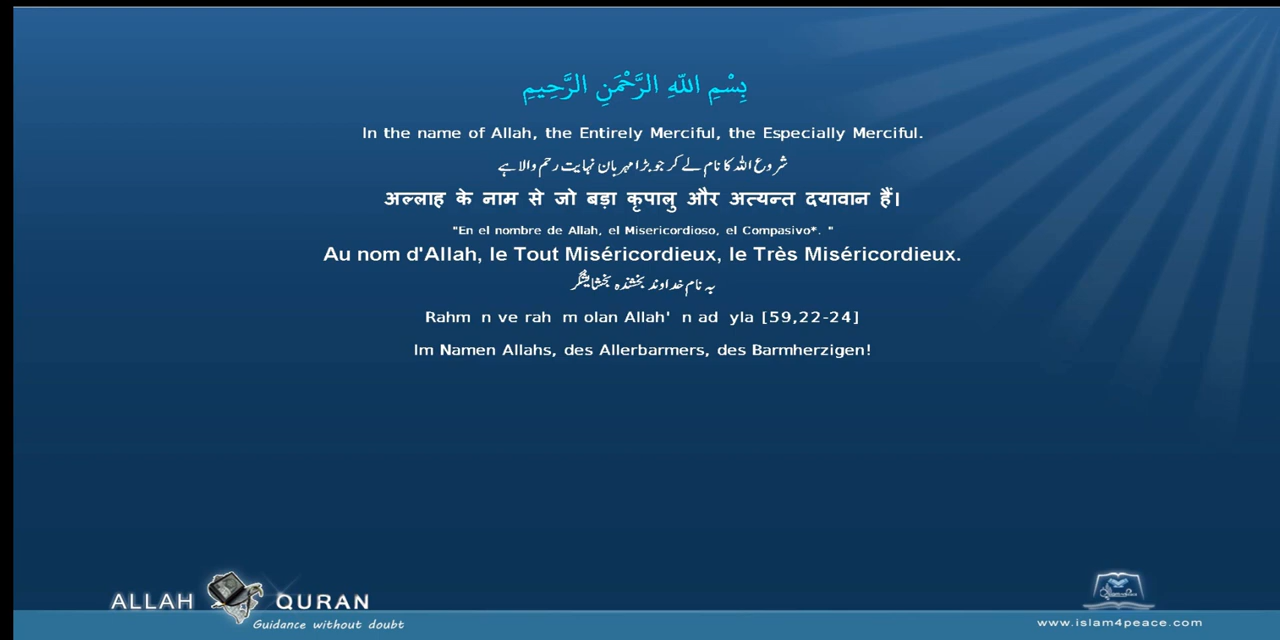 بِسْمِ اللّهِ الرَّحْمَنِ الرَّحِيمِ
In the name of Allah, the Entirely Merciful, the Especially Merciful.
شروع اللہ کا نام لے کر جو بڑا مہربان نہایت رحم والا ہے
अल्लाह के नाम से जो बड़ा कृपालु और अत्यन्त दयावान हैं।
"En el nombre de Allah, el Misericordioso, el Compasivo*. "
Au nom d'Allah, le Tout Miséricordieux, le Très Miséricordieux.
به نام خداوند بخشنده بخشایشگر
Rahm  n ve rah  m olan Allah'  n ad  yla [59,22-24]
Im Namen Allahs, des Allerbarmers, des Barmherzigen!
ALLAH QURAN
Guidance without doubt
www.islam4peace.com